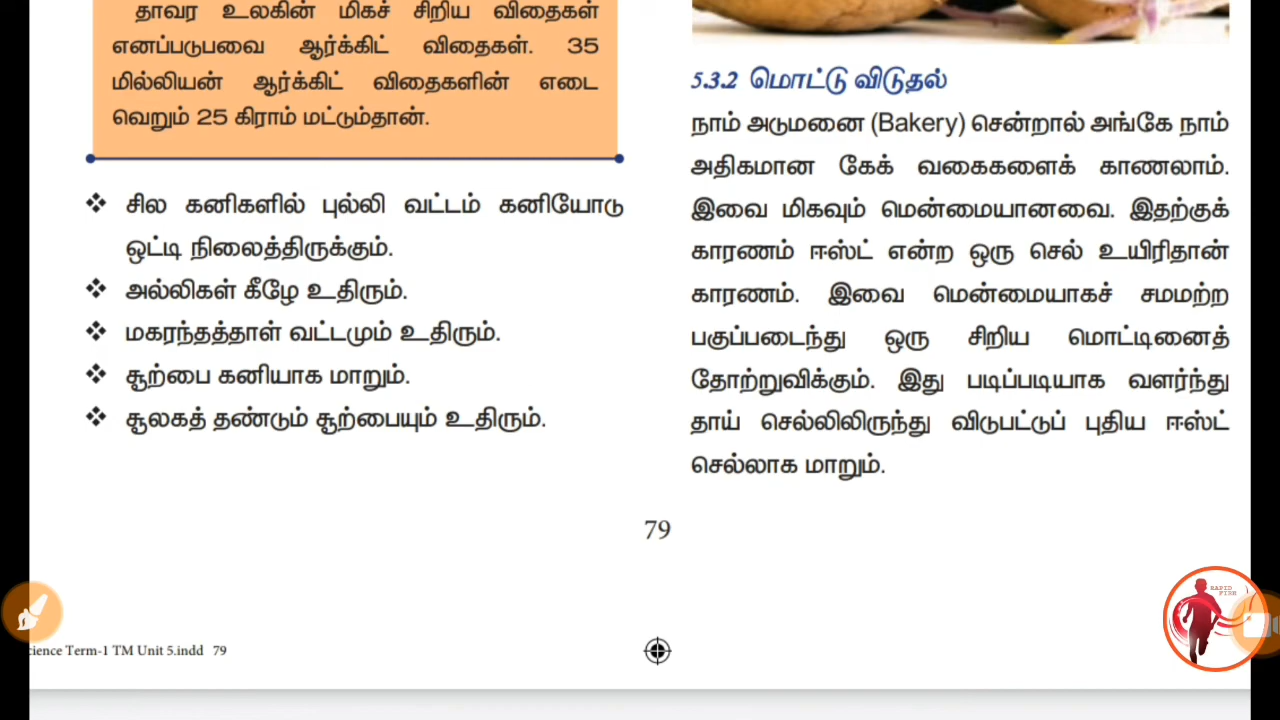 தாவர உலகின் மிகச் சிறிய விதைகள்
எனப்படுபவை ஆர்க்கிட் விதைகள். 35
மில்லியன் ஆர்க்கிட் விதைகளின் எடை
வெறும் 25 கிராம் மட்டும்தான்.
❖ சில கனிகளில் புல்லி வட்டம் கனியோடு
ஒட்டி நிலைத்திருக்கும்.
❖ அல்லிகள் கீழே உதிரும்.
❖ மகரந்தத்தாள் வட்டமும் உதிரும்.
❖ சூற்பை கனியாக மாறும்.
❖ சூலகத் தண்டும் சூற்பையும் உதிரும்.
5.3.2 மொட்டு விடுதல்
நாம் அடுமனை (Bakery) சென்றால் அங்கே நாம்
அதிகமான கேக் வகைகளைக் காணலாம்.
இவை மிகவும் மென்மையானவை. இதற்குக்
காரணம் ஈஸ்ட் என்ற ஒரு செல் உயிரிதான்
காரணம். இவை மென்மையாகச் சமமற்ற
பகுப்படைந்து ஒரு சிறிய மொட்டினைத்
தோற்றுவிக்கும். இது படிப்படியாக வளர்ந்து
தாய் செல்லிலிருந்து விடுபட்டுப் புதிய ஈஸ்ட்
செல்லாக மாறும்.
79
cience Term-1 TM Unit 5.indd 79
RAPID
FISH